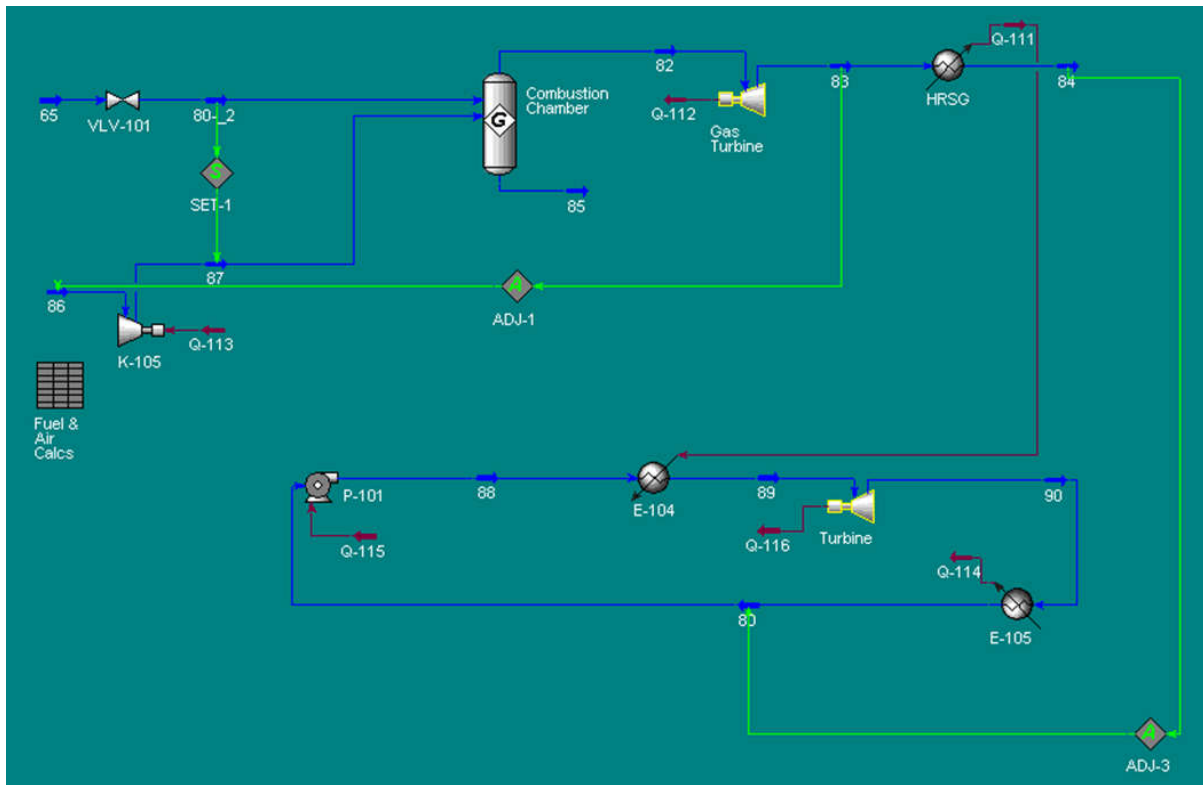 Q-111
82
83
84
Combustion
Chamber
HRSG
65
VLV-101
80-_2
G
Q-112
Gas
Turbine
S
SET-1
85
87
86
A
ADJ-1
K-105
Q-113
Fuel &
Air
Calcs
P-101
88
E-104
89
90
Q-115
Q-116
Turbine
Q-114
80
E-105
A
ADJ-3